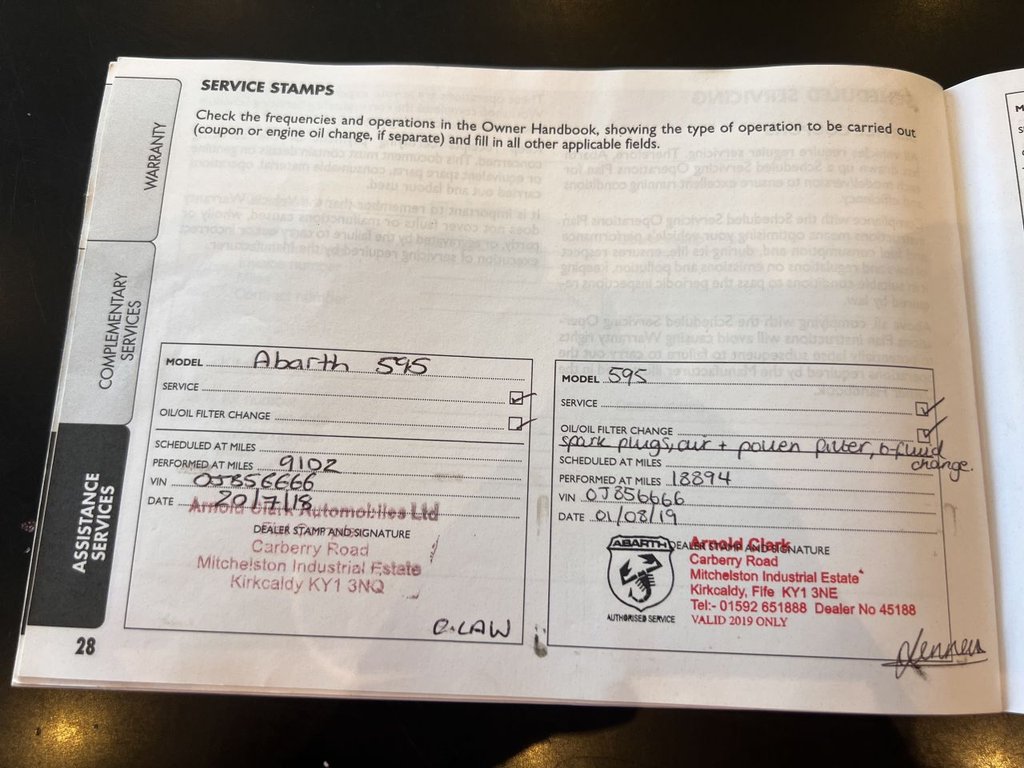 SERVICE STAMPS
Check the frequencies and operations in the Owner Handbook, showing the type of operation to be carried out
(coupon or engine oil change, if separate) and fill in all other applicable fields.
WARRANTY
COMPLEMENTARY
SERVICES
ASSISTANCE
SERVICES
MODEL Abarth 595
SERVICE
OIL/OIL FILTER CHANGE
SCHEDULED AT MILES
PERFORMED AT MILES 9102
VIN 0J856666
DATE 20/7/18
Arnold Clark Automobiles Ltd
DEALER STAMP AND SIGNATURE
Carberry Road
Mitchelston Industrial Estate
Kirkcaldy KY1 3NQ
e.LAW
MODEL 595
SERVICE
OIL/OIL FILTER CHANGE
spark plugs, air + pollen filter, b-fluid
change.
SCHEDULED AT MILES
PERFORMED AT MILES 18894
VIN 0J856666
DATE 01/08/19
ABARTH
AUTHORISED SERVICE
DEALER STAMP AND SIGNATURE
Arnold Clark
Carberry Road
Mitchelston Industrial Estate
Kirkcaldy, Fife KY1 3NE
Tel:- 01592 651888 Dealer No 45188
VALID 2019 ONLY
28